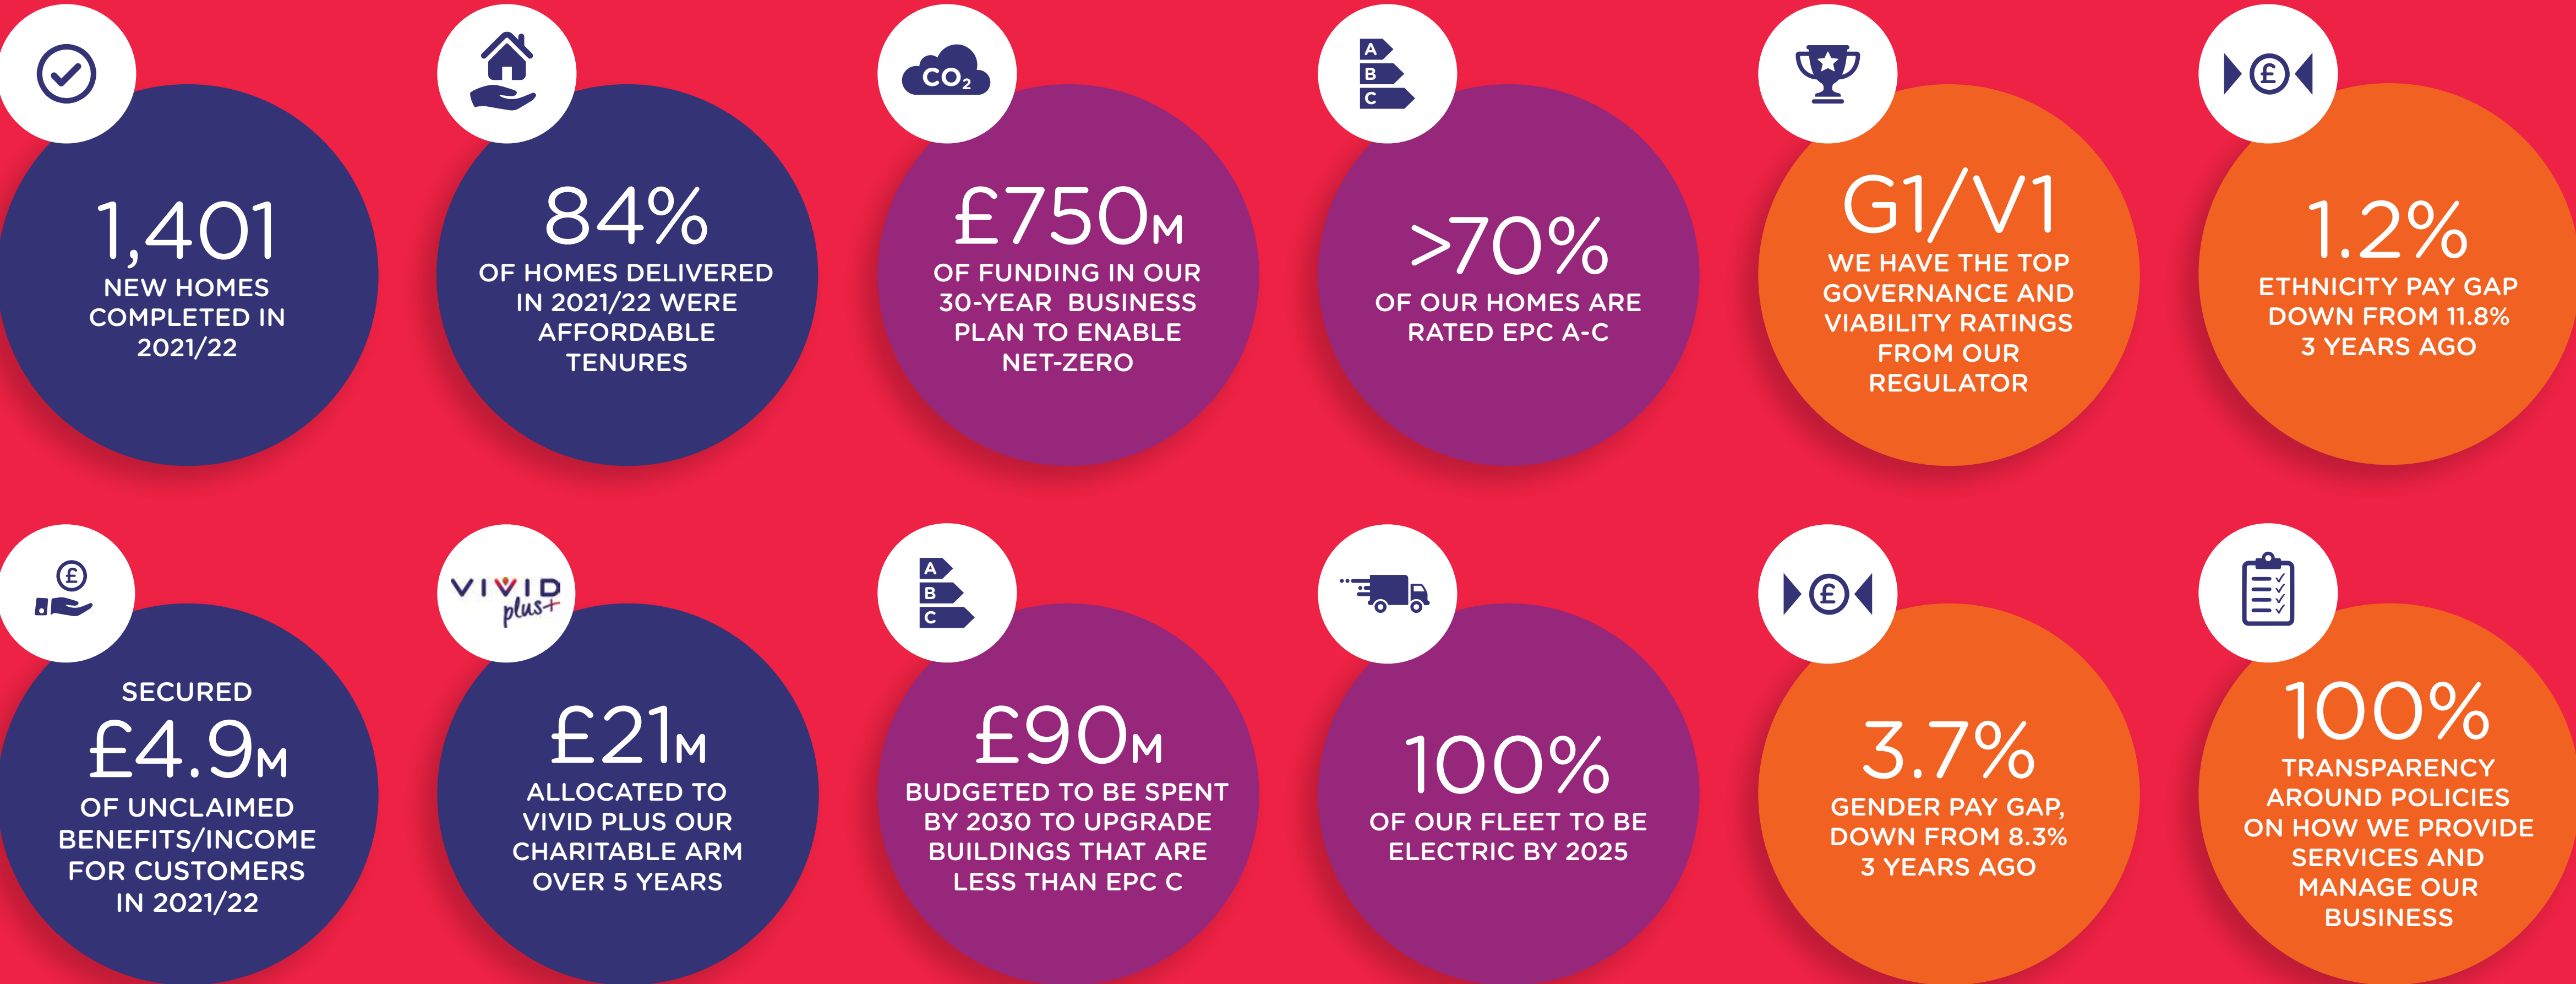 1,401
NEW HOMES
COMPLETED IN
2021/22
84%
OF HOMES DELIVERED
IN 2021/22 WERE
AFFORDABLE
TENURES
CO₂
£750M
OF FUNDING IN OUR
30-YEAR BUSINESS
PLAN TO ENABLE
NET-ZERO
A
B
C
>70%
OF OUR HOMES ARE
RATED EPC A-C
G1/V1
WE HAVE THE TOP
GOVERNANCE AND
VIABILITY RATINGS
FROM OUR
REGULATOR
£
1.2%
ETHNICITY PAY GAP
DOWN FROM 11.8%
3 YEARS AGO
£
SECURED
£4.9M
OF UNCLAIMED
BENEFITS/INCOME
FOR CUSTOMERS
IN 2021/22
VIVID
plus+
£21M
ALLOCATED TO
VIVID PLUS OUR
CHARITABLE ARM
OVER 5 YEARS
A
B
C
£90M
BUDGETED TO BE SPENT
BY 2030 TO UPGRADE
BUILDINGS THAT ARE
LESS THAN EPC C
100%
OF OUR FLEET TO BE
ELECTRIC BY 2025
£
3.7%
GENDER PAY GAP,
DOWN FROM 8.3%
3 YEARS AGO
100%
TRANSPARENCY
AROUND POLICIES
ON HOW WE PROVIDE
SERVICES AND
MANAGE OUR
BUSINESS